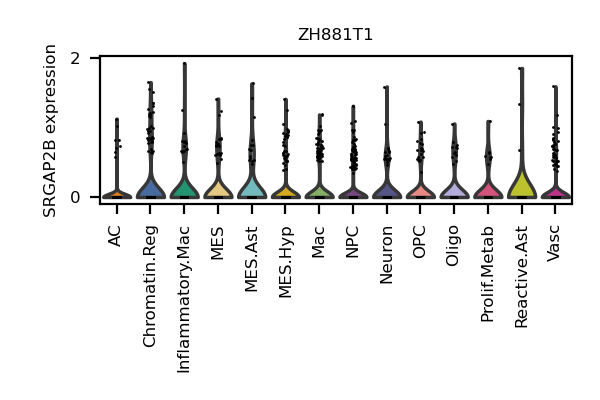 ZH881T1
SRGAP2B expression
2
0
AC
Chromatin.Reg
Inflammatory.Mac
MES
MES.Ast
MES.Hyp
Mac
NPC
Neuron
OPC
Oligo
Prolif.Metab
Reactive.Ast
Vasc